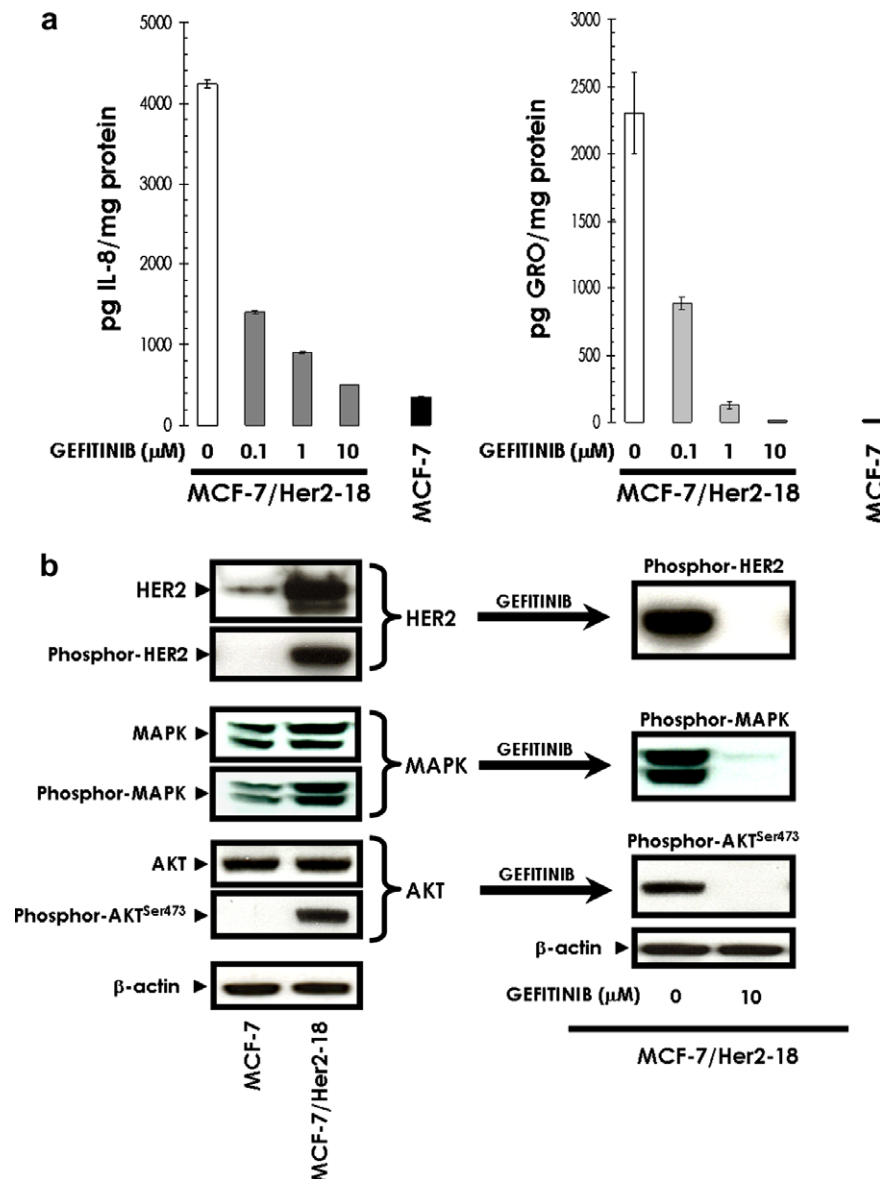 a
pg IL-8/mg protein
5000
4000
3000
2000
1000
0
GEFITINIB (µM) 0 0.1 1 10
MCF-7/Her2-18
MCF-7
pg GRO/mg protein
3000
2500
2000
1500
1000
500
0
GEFITINIB (µM) 0 0.1 1 10
MCF-7/Her2-18
MCF-7
b
HER2
Phosphor-HER2
HER2
GEFITINIB
Phosphor-HER2
MAPK
Phosphor-MAPK
MAPK
GEFITINIB
Phosphor-MAPK
AKT
Phosphor-AKTSer473
AKT
GEFITINIB
Phosphor-AKTSer473
β-actin
MCF-7
MCF-7/Her2-18
β-actin
GEFITINIB (µM) 0 10
MCF-7/Her2-18